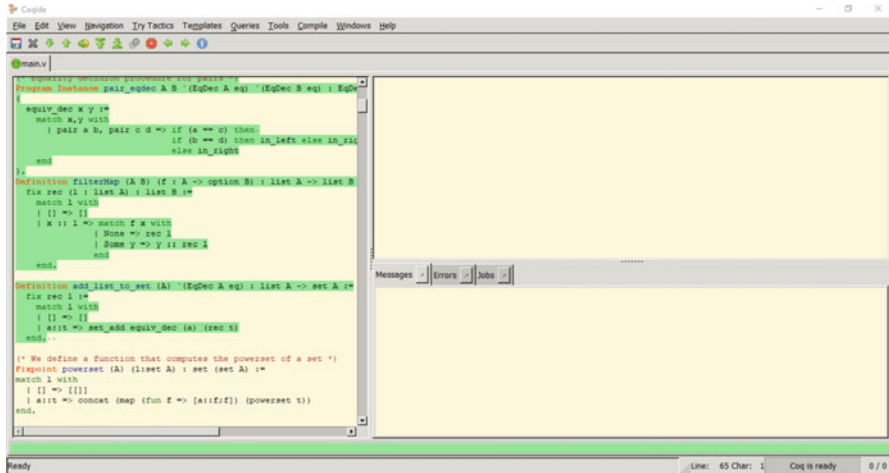 Coqide
File Edit View Navigation Try Tactics Templates Queries Tools Compile Windows Help
main.v
(* Equality decision procedure for pairs *)
Program Instance pair_eqdec A B `(EqDec A eq) `(EqDec B eq) : EqDe
{
equiv_dec x y :=
match x,y with
| pair a b, pair c d => if (a == c) then
if (b == d) then in_left else in_rig
else in_right
end
}.
Definition filterMap {A B} (f : A -> option B) : list A -> list B
fix rec (l : list A) : list B :=
match l with
| [] => []
| x :: l => match f x with
| None => rec l
| Some y => y :: rec l
end
end.
Definition add_list_to_set {A} `(EqDec A eq) : list A -> set A :=
fix rec l :=
match l with
| [] => []
| a::t => set_add equiv_dec (a) (rec t)
end.
(* We define a function that computes the powerset of a set *)
Fixpoint powerset {A} (l:set A) : set (set A) :=
match l with
| [] => [[]]
| a::t => concat (map (fun f => [a::f;f]) (powerset t))
end.
Messages Errors Jobs
Ready
Line: 65 Char: 1 Coq is ready 0 / 0